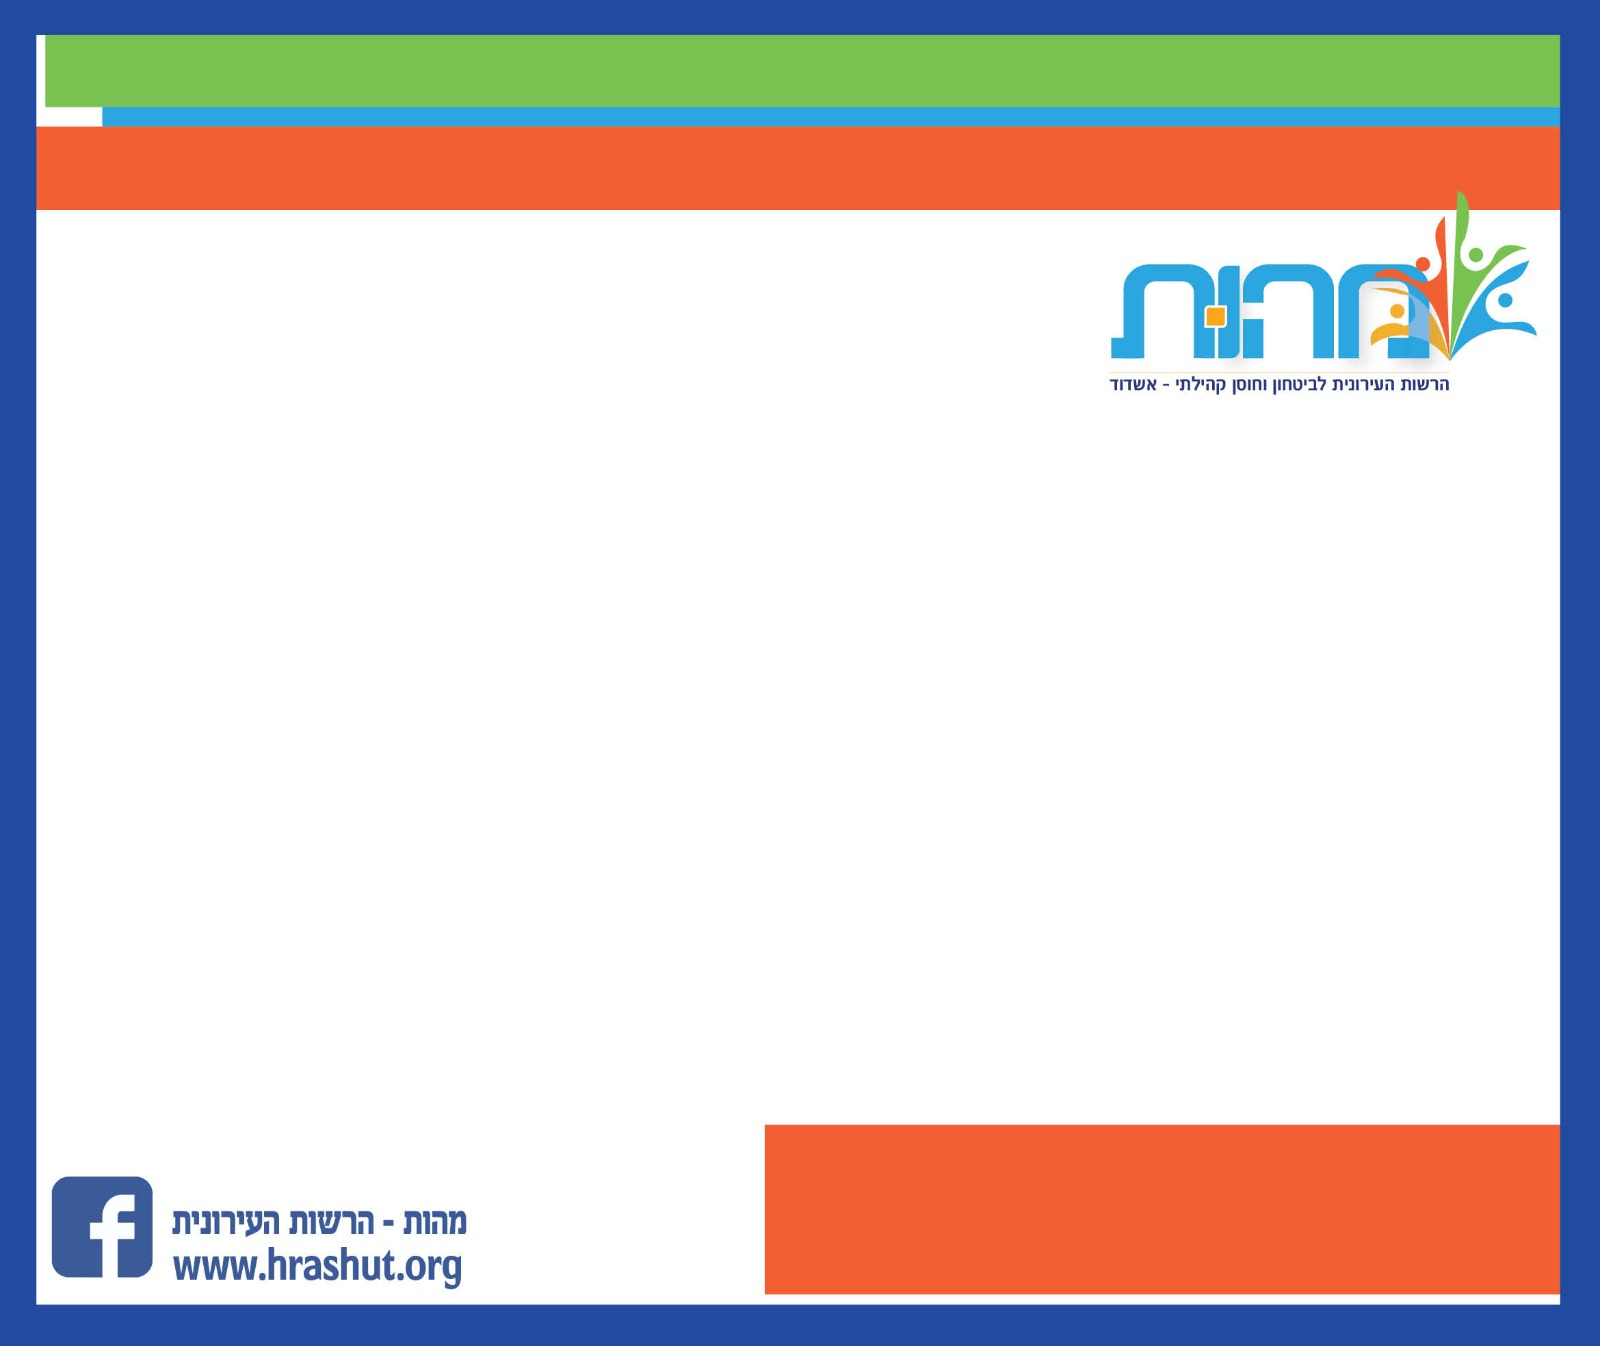 מהות
הרשות העירונית לביטחון וחוסן קהילתי - אשדוד
מהות - הרשות העירונית
www.hrashut.org